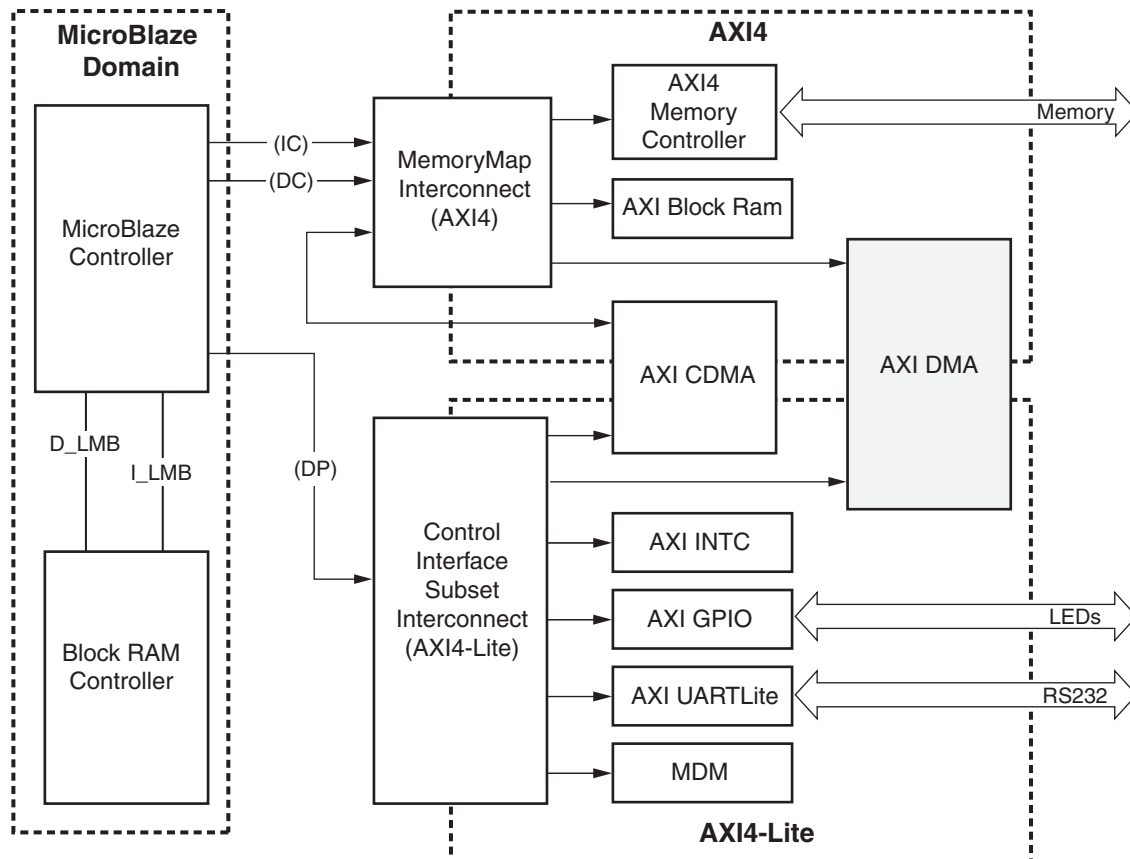 MicroBlaze
Domain
AXI4
MicroBlaze
Controller
(IC)
(DC)
MemoryMap
Interconnect
(AXI4)
AXI4
Memory
Controller
Memory
AXI Block Ram
AXI CDMA
AXI DMA
D_LMB
I_LMB
(DP)
Block RAM
Controller
Control
Interface
Subset
Interconnect
(AXI4-Lite)
AXI INTC
AXI GPIO
LEDs
AXI UARTLite
RS232
MDM
AXI4-Lite